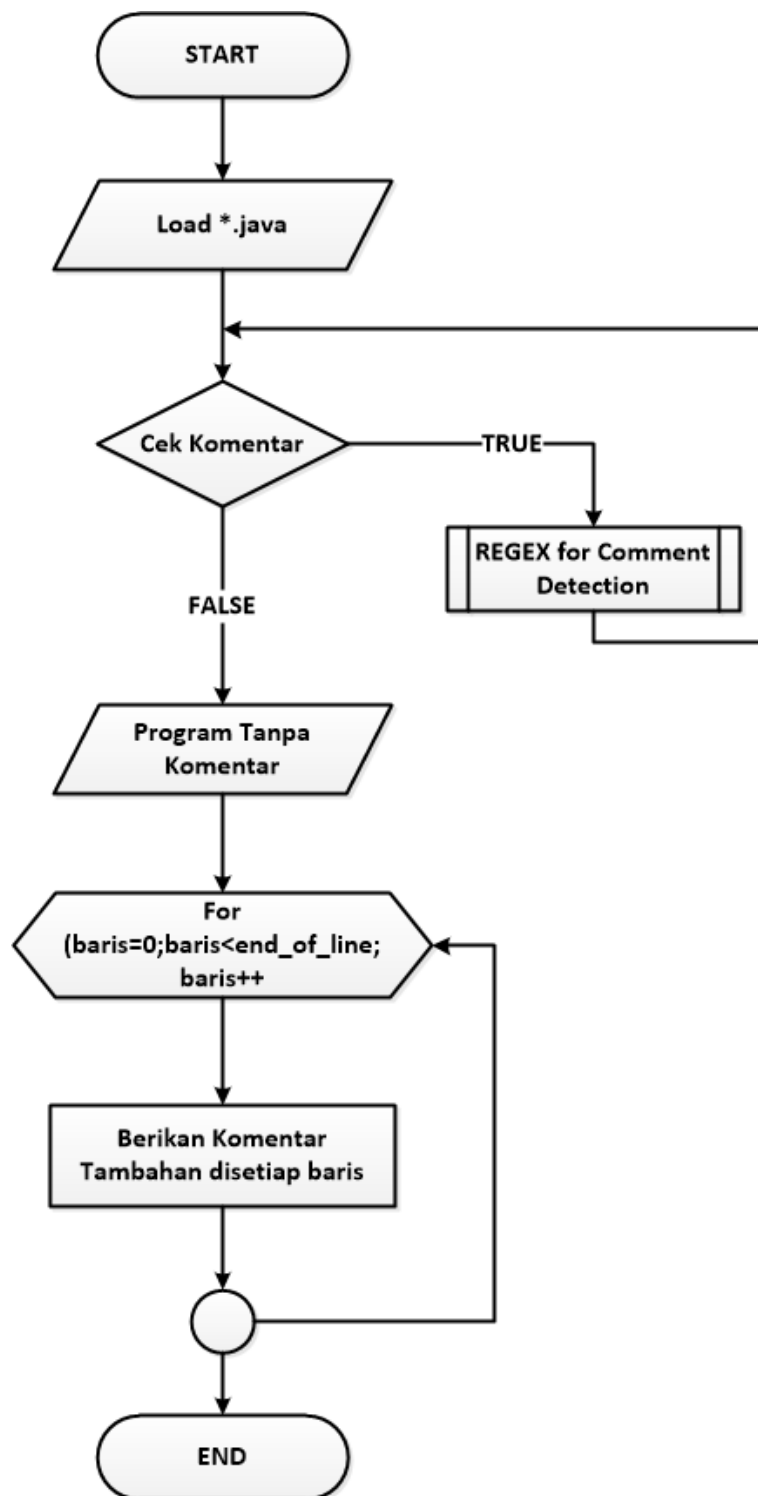 START
Load *.java
Cek Komentar
TRUE
REGEX for Comment
Detection
FALSE
Program Tanpa
Komentar
For
(baris=0;baris<end_of_line;
baris++
Berikan Komentar
Tambahan disetiap baris
END